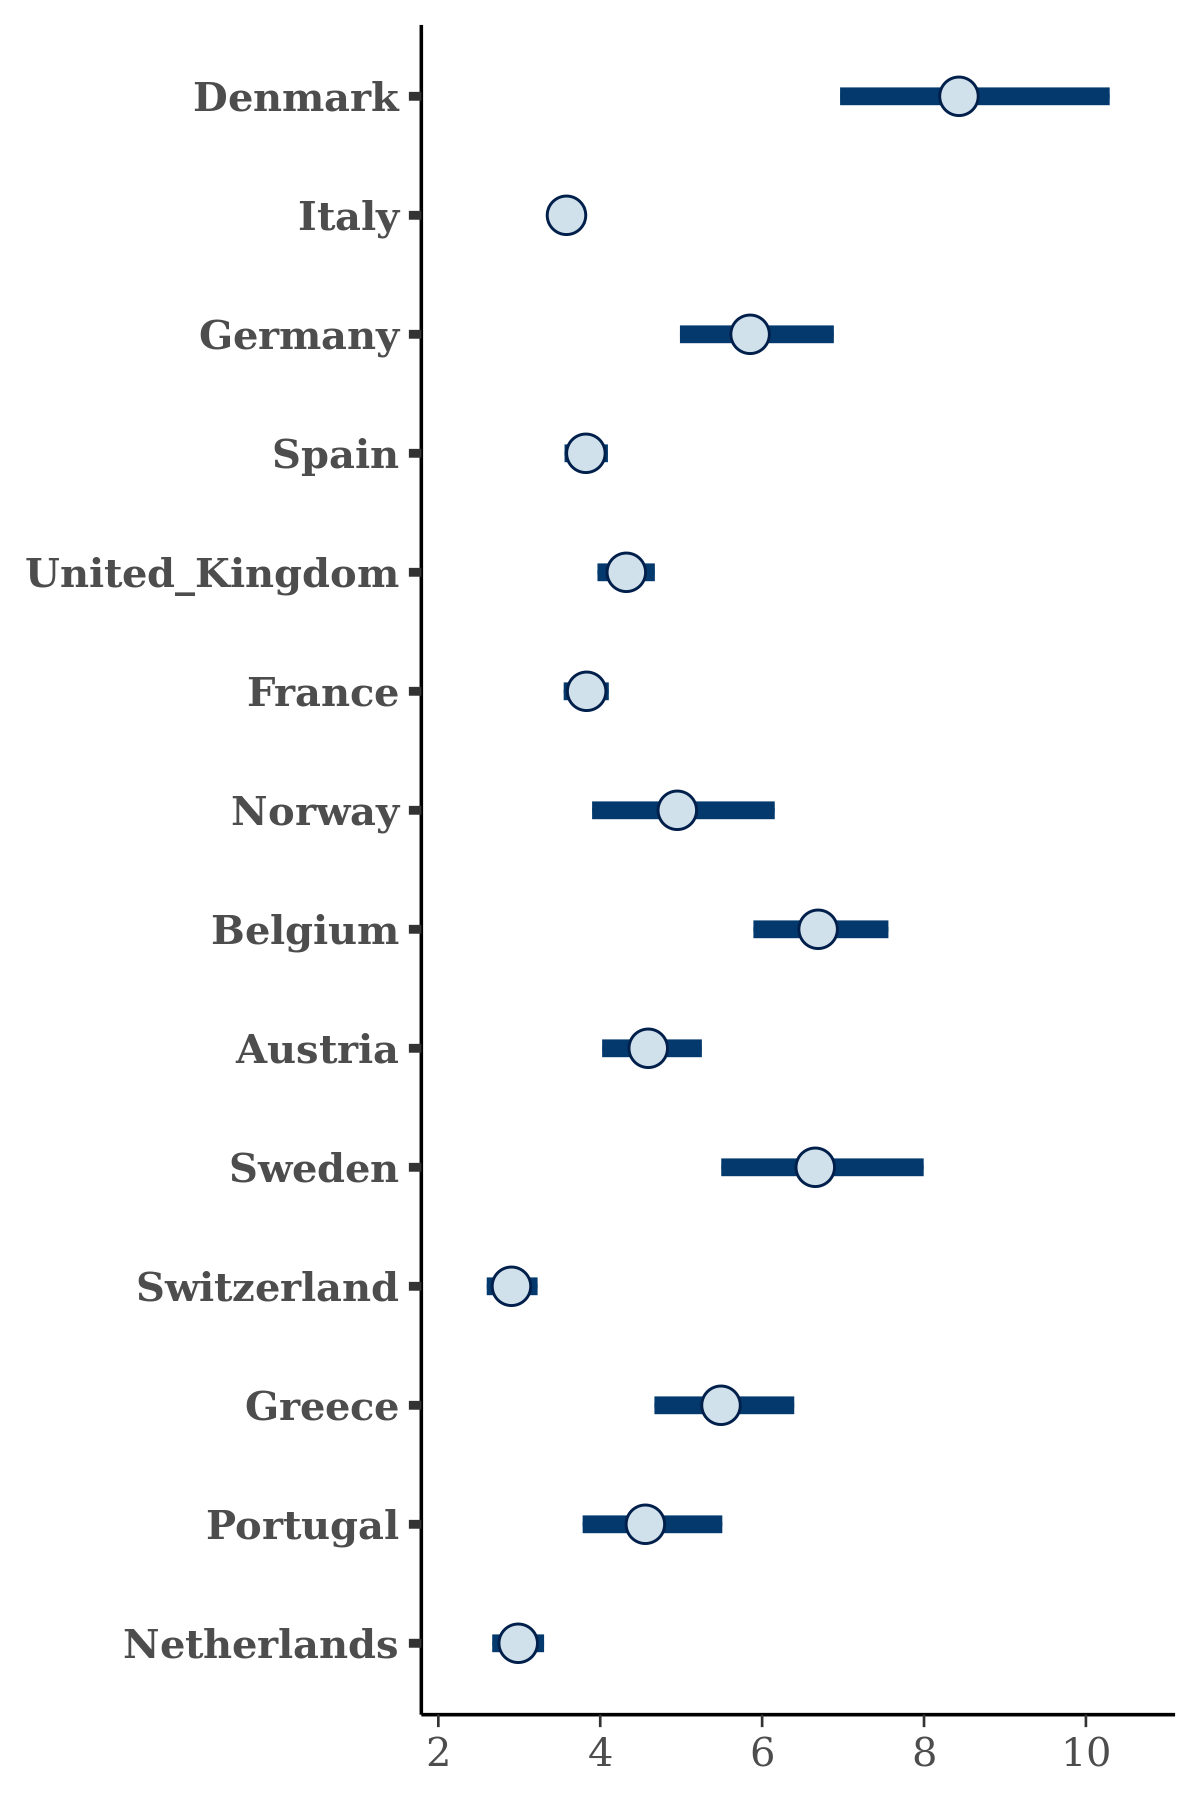 Denmark
Italy
Germany
Spain
United_Kingdom
France
Norway
Belgium
Austria
Sweden
Switzerland
Greece
Portugal
Netherlands
2 4 6 8 10